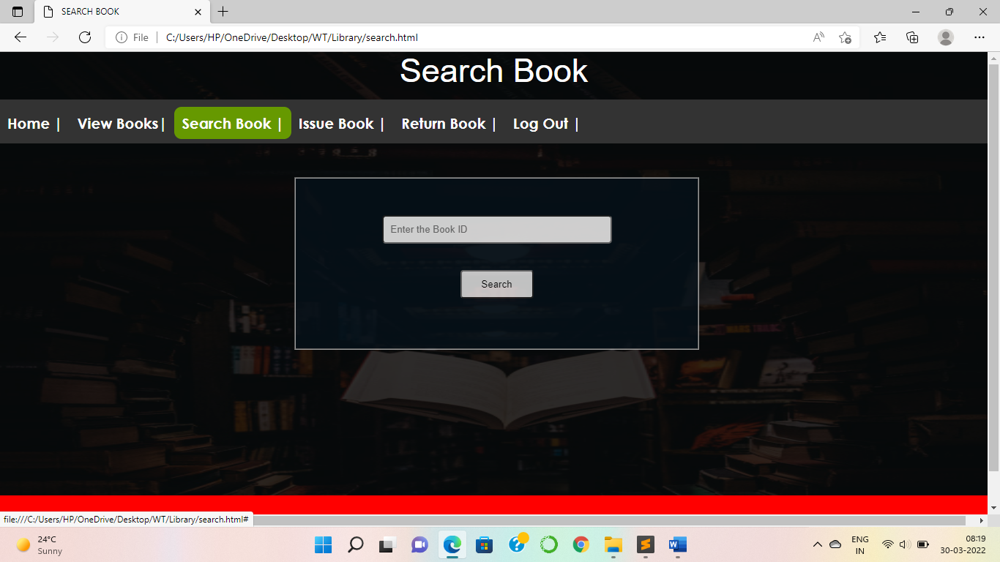 SEARCH BOOK
File
C:/Users/HP/OneDrive/Desktop/WT/Library/search.html
Search Book
Home | View Books| Search Book | Issue Book | Return Book | Log Out |
Enter the Book ID
Search
file:///C:/Users/HP/OneDrive/Desktop/WT/Library/search.html#
24°C
Sunny
ENG
IN
08:19
30-03-2022